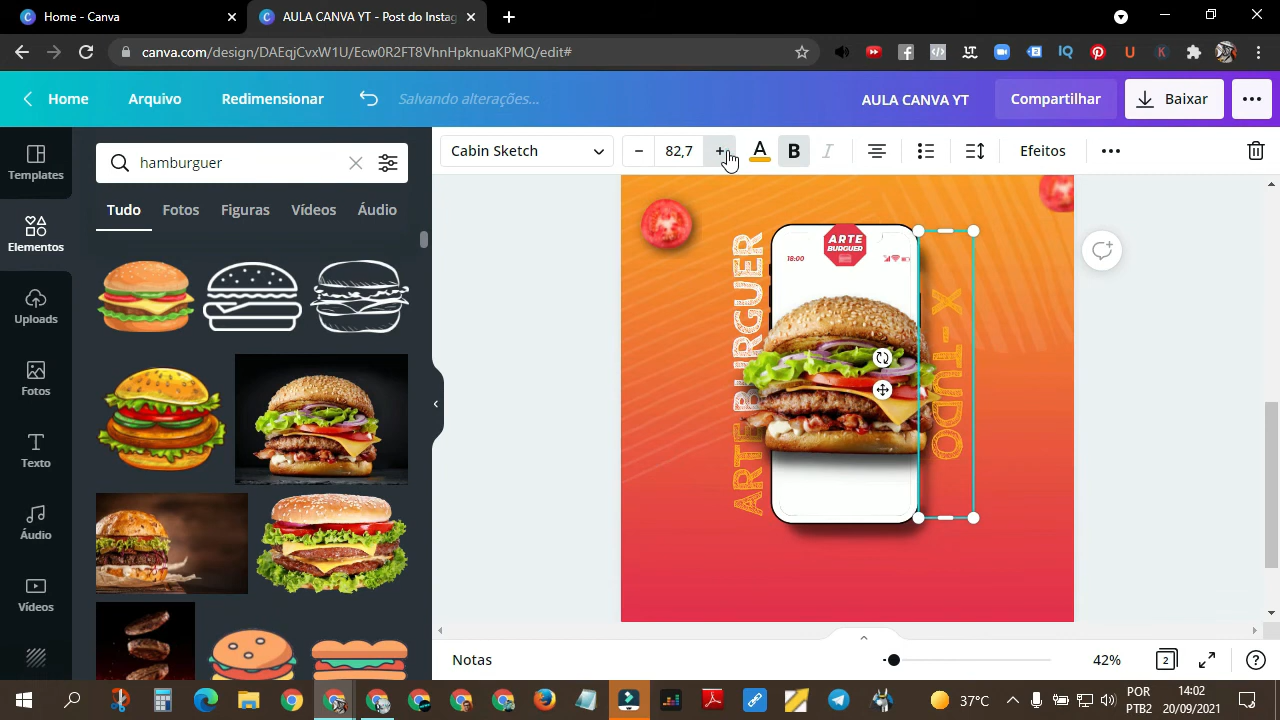 Home - Canva
AULA CANVA YT - Post do Instag
canva.com/design/DAEqjCvxW1U/Ecw0R2FT8VhnHpknuaKPMQ/edit#
Home
Arquivo
Redimensionar
Salvando alterações...
AULA CANVA YT
Compartilhar
Baixar
Templates
Elementos
Uploads
Fotos
Texto
Áudio
Vídeos
hamburguer
Tudo
Fotos
Figuras
Vídeos
Áudio
Cabin Sketch
82,7
A
B
I
Efeitos
ARTE
BURGUER
18:00
ARTE BURGUER
X - TUDO
Notas
42%
2
37°C
POR
PTB2
14:02
20/09/2021